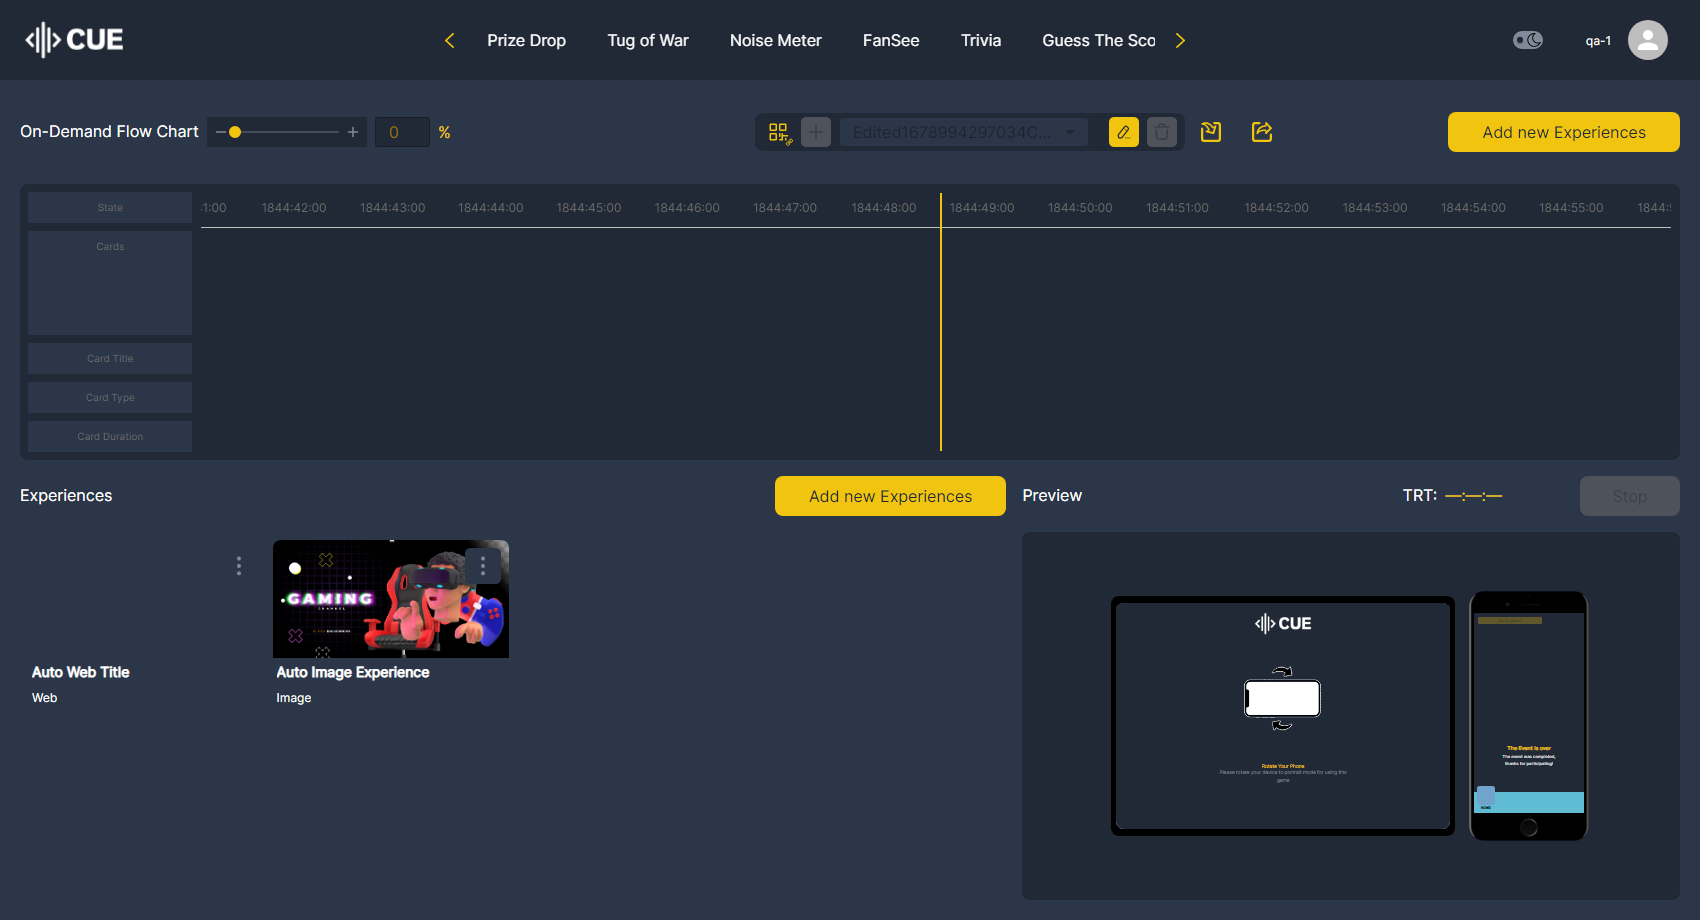 CUE
Prize Drop
Tug of War
Noise Meter
FanSee
Trivia
Guess The Sco
qa-1
On-Demand Flow Chart
0
%
Edited1678994297034C...
Add new Experiences
State
1:00
1844:42:00
1844:43:00
1844:44:00
1844:45:00
1844:46:00
1844:47:00
1844:48:00
1844:49:00
1844:50:00
1844:51:00
1844:52:00
1844:53:00
1844:54:00
1844:55:00
1844:
Cards
Card Title
Card Type
Card Duration
Experiences
Add new Experiences
Preview
TRT: —:—:—
Stop
GAMING
CHANNEL
Auto Web Title
Web
Auto Image Experience
Image
CUE
Rotate Your Phone
Please rotate your device to portrait mode for using this
game
The Event is over
The event was completed,
thanks for participating!
HOME